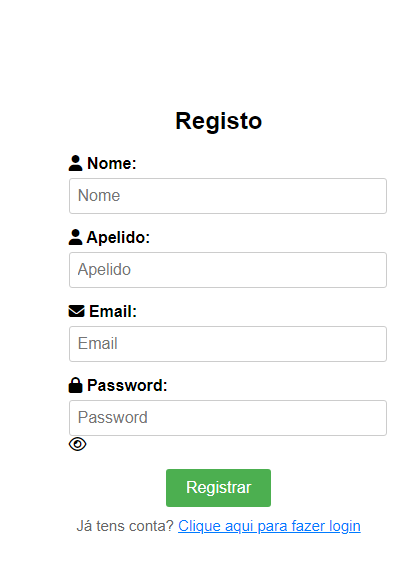 Registo
Nome:
Nome
Apelido:
Apelido
Email:
Email
Password:
Password
Registrar
Já tens conta? Clique aqui para fazer login